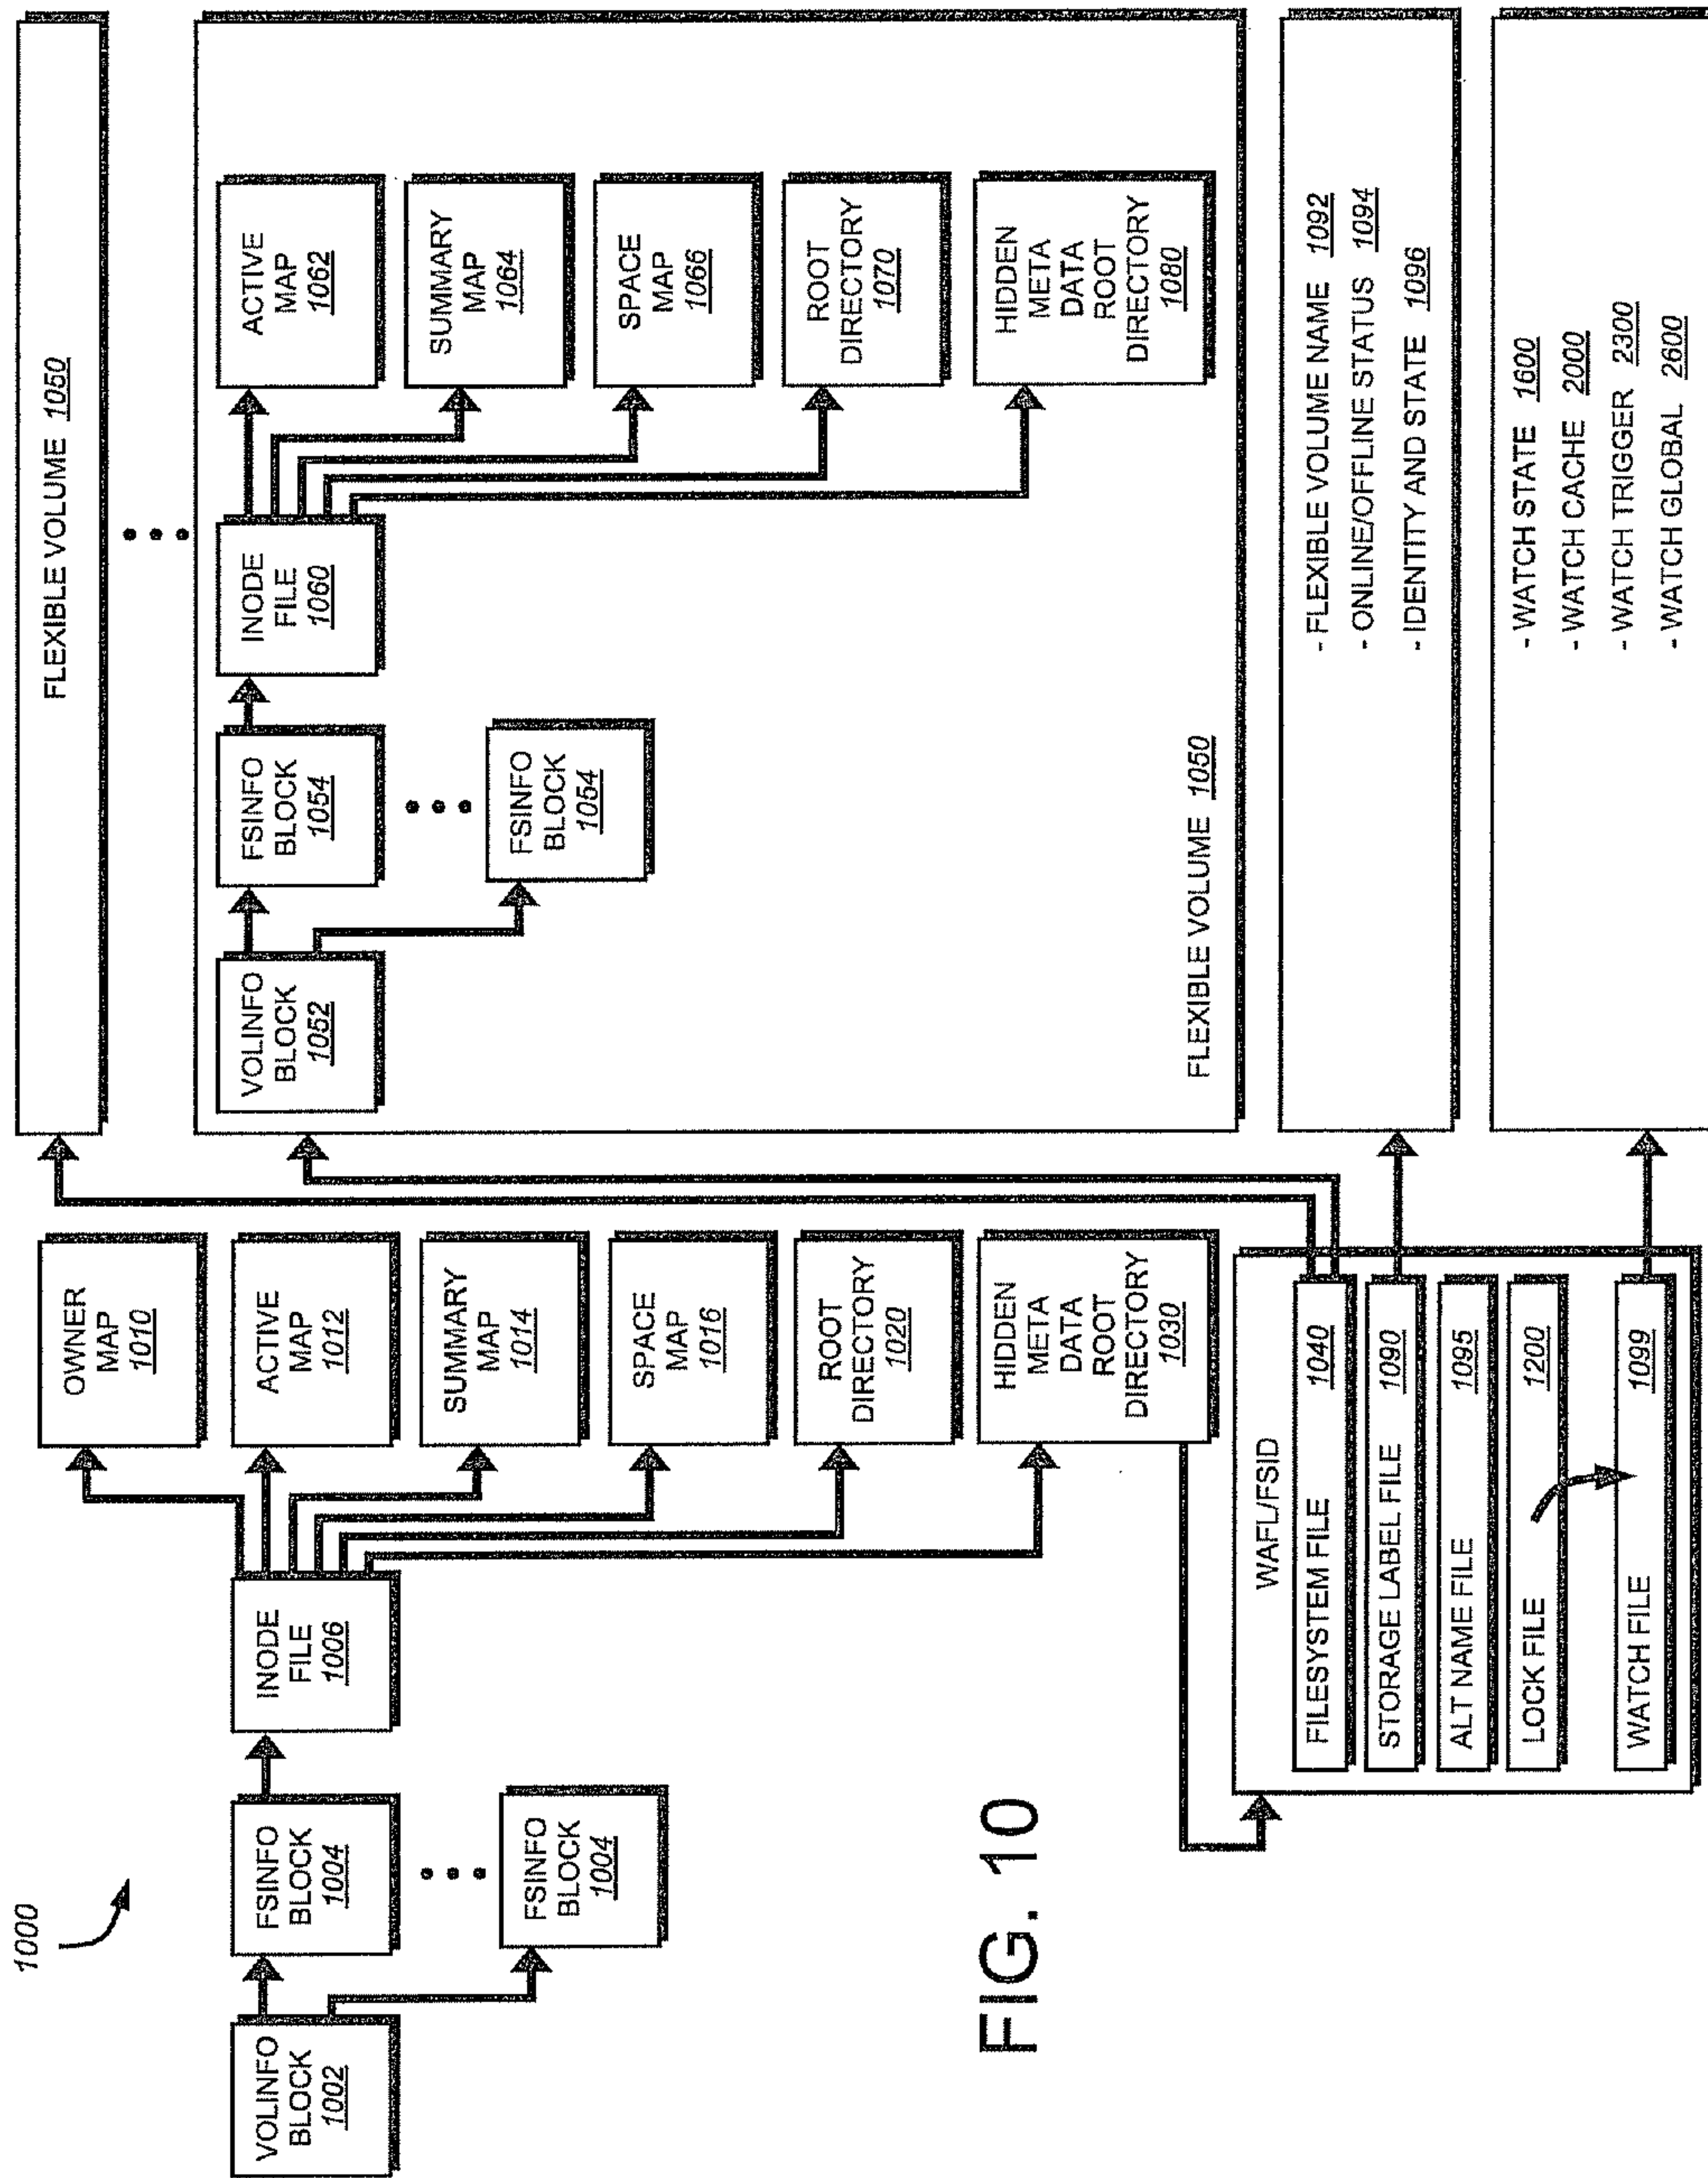 1000
VOLINFO
BLOCK
1002
FSINFO
BLOCK
1004
FSINFO
BLOCK
1004
INODE
FILE
1006
OWNER
MAP
1010
ACTIVE
MAP
1012
SUMMARY
MAP
1014
SPACE
MAP
1016
ROOT
DIRECTORY
1020
HIDDEN
META
DATA
ROOT
DIRECTORY
1030
WAFL/FSID
FILESYSTEM FILE 1040
STORAGE LABEL FILE 1090
ALT NAME FILE 1095
LOCK FILE 1200
WATCH FILE 1099
FLEXIBLE VOLUME 1050
VOLINFO
BLOCK
1052
FSINFO
BLOCK
1054
FSINFO
BLOCK
1054
INODE
FILE
1060
ACTIVE
MAP
1062
SUMMARY
MAP
1064
SPACE
MAP
1066
ROOT
DIRECTORY
1070
HIDDEN
META
DATA
ROOT
DIRECTORY
1080
FLEXIBLE VOLUME 1050
- FLEXIBLE VOLUME NAME 1092
- ONLINE/OFFLINE STATUS 1094
- IDENTITY AND STATE 1096
- WATCH STATE 1600
- WATCH CACHE 2000
- WATCH TRIGGER 2300
- WATCH GLOBAL 2600
FIG. 10